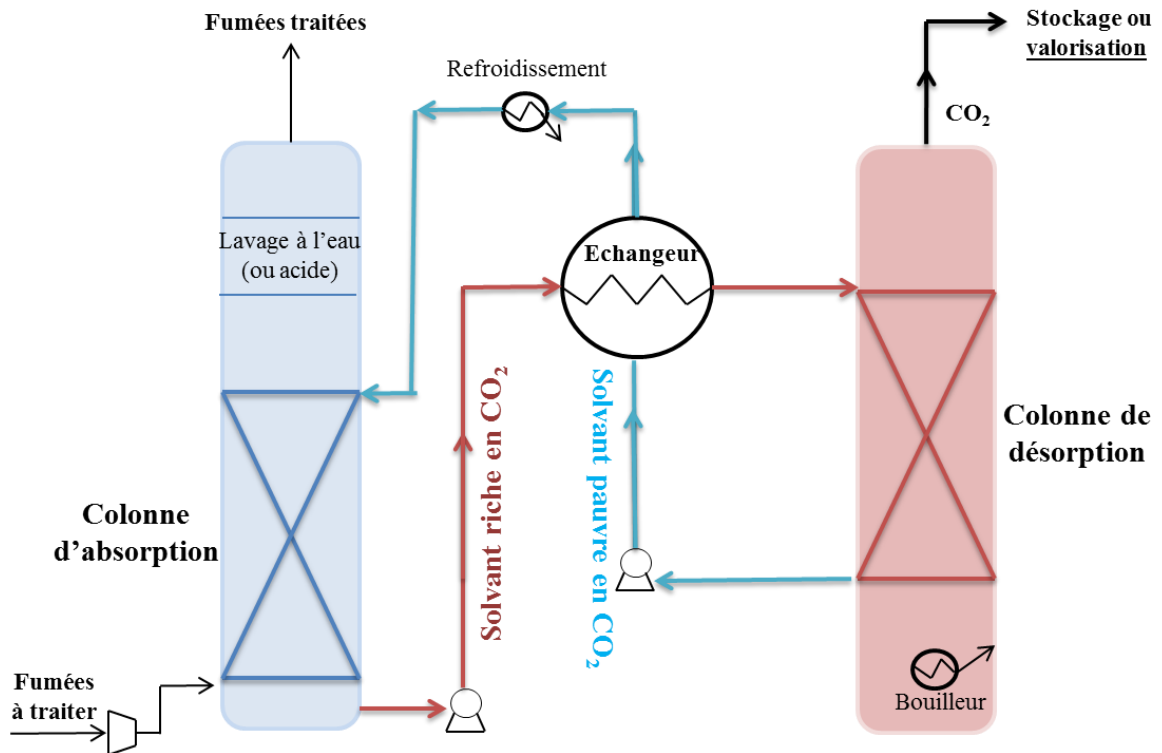 Fumées traitées
Stockage ou
valorisation
Refroidissement
CO₂
Lavage à l'eau
(ou acide)
Echangeur
Solvant riche en CO₂
Solvant pauvre en CO₂
Colonne de
désorption
Colonne
d'absorption
Fumées
à traiter
Bouilleur